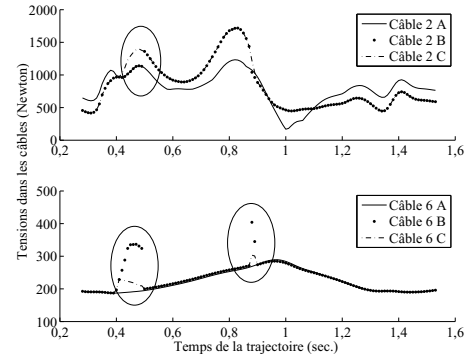 2000
1500
1000
500
0
0,2 0,4 0,6 0,8 1 1,2 1,4 1,6
Câble 2 A
Câble 2 B
Câble 2 C
Tensions dans les câbles (Newton)
500
400
300
200
100
0,2 0,4 0,6 0,8 1 1,2 1,4 1,6
Câble 6 A
Câble 6 B
Câble 6 C
Temps de la trajectoire (sec.)